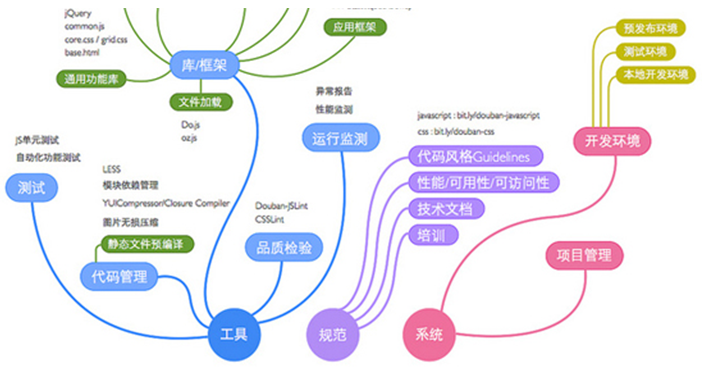 jQuery
common.js
core.css / grid.css
base.html
通用功能库
库/框架
文件加载
Do.js
oz.js
应用框架
异常报告
性能监测
运行监测
JS单元测试
自动化功能测试
测试
LESS
模块依赖管理
YUICompressor/Closure Compiler
图片无损压缩
静态文件预编译
代码管理
Douban-JSLint
CSSLint
品质检验
工具
javascript : bit.ly/douban-javascript
css : bit.ly/douban-css
代码风格Guidelines
性能/可用性/可访问性
技术文档
培训
规范
预发布环境
测试环境
本地开发环境
开发环境
项目管理
系统